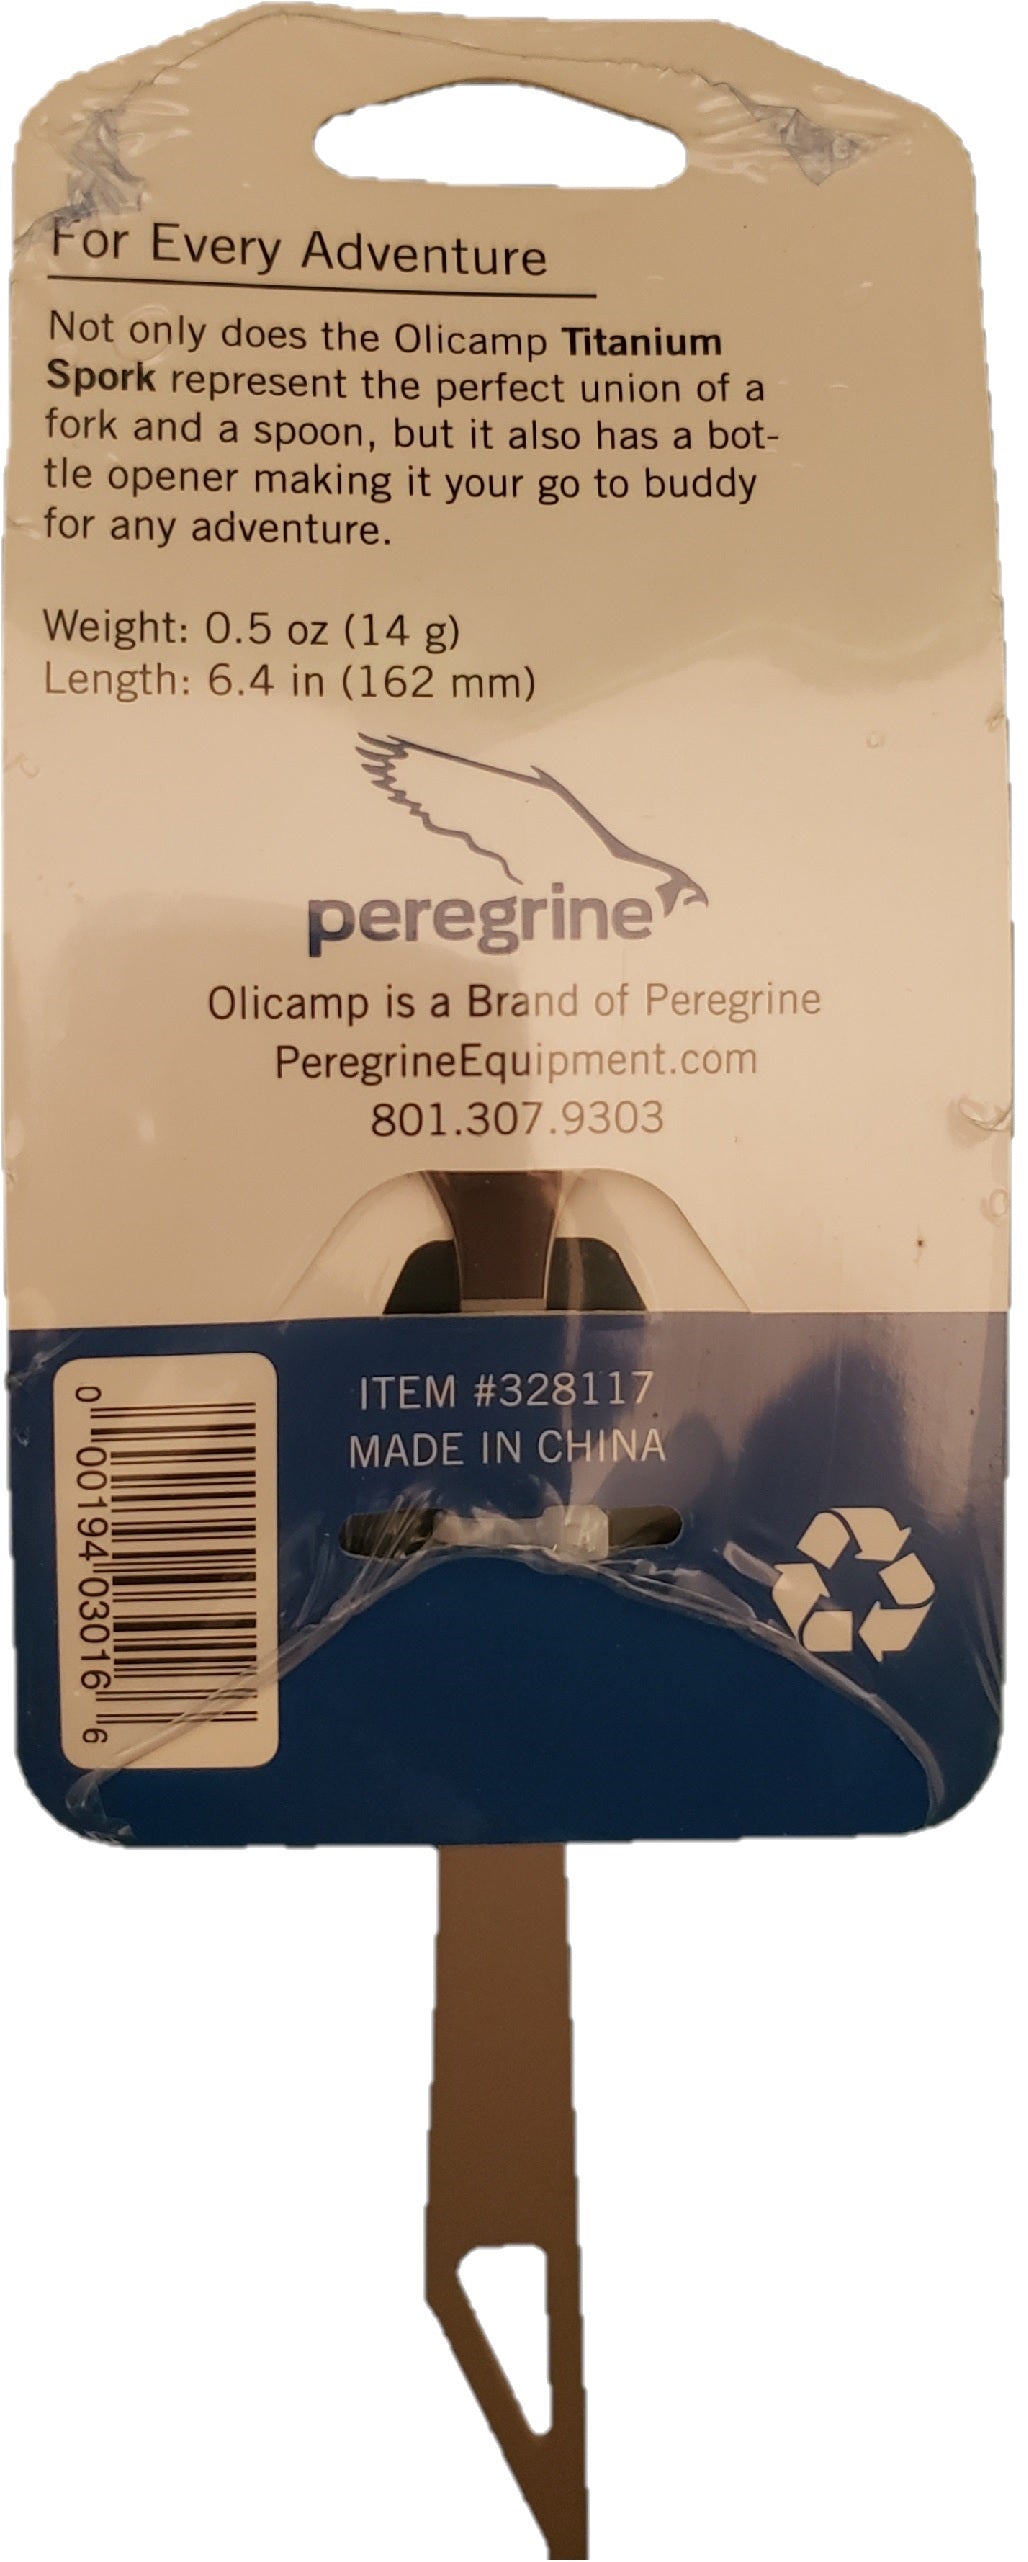 For Every Adventure
Not only does the Olicamp Titanium
Spork represent the perfect union of a
fork and a spoon, but it also has a bot-
tle opener making it your go to buddy
for any adventure.
Weight: 0.5 oz (14 g)
Length: 6.4 in (162 mm)
peregrine
Olicamp is a Brand of Peregrine
PeregrineEquipment.com
801.307.9303
ITEM #328117
MADE IN CHINA
0 00194 03016 6